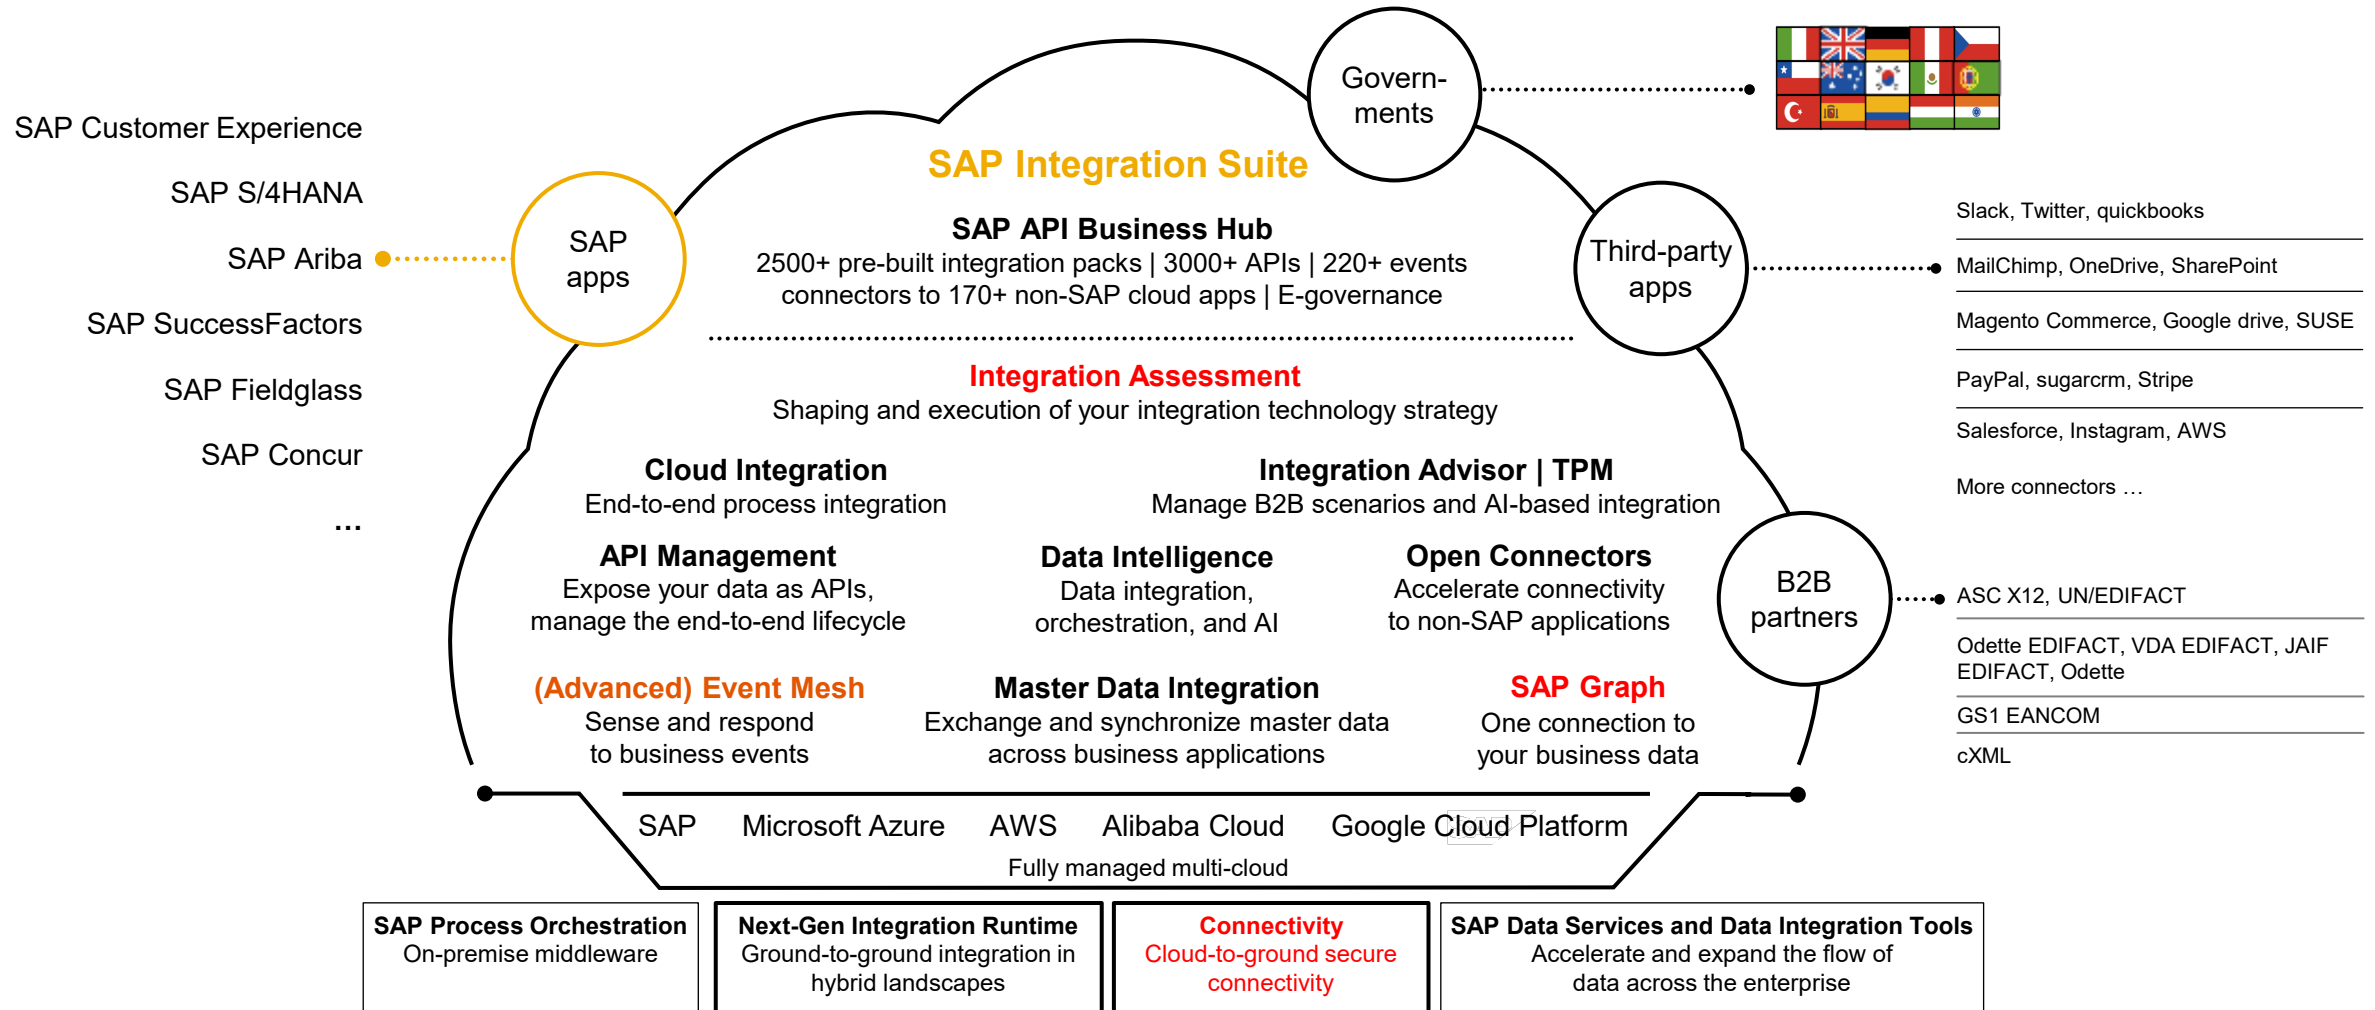 Govern-
ments
SAP Customer Experience
SAP S/4HANA
SAP Ariba
SAP SuccessFactors
SAP Fieldglass
SAP Concur
...
SAP
apps
SAP Integration Suite
SAP API Business Hub
2500+ pre-built integration packs | 3000+ APIs | 220+ events
connectors to 170+ non-SAP cloud apps | E-governance
Integration Assessment
Shaping and execution of your integration technology strategy
Cloud Integration
End-to-end process integration
Integration Advisor | TPM
Manage B2B scenarios and AI-based integration
API Management
Expose your data as APIs,
manage the end-to-end lifecycle
Data Intelligence
Data integration,
orchestration, and AI
Open Connectors
Accelerate connectivity
to non-SAP applications
(Advanced) Event Mesh
Sense and respond
to business events
Master Data Integration
Exchange and synchronize master data
across business applications
SAP Graph
One connection to
your business data
Third-party
apps
Slack, Twitter, quickbooks
MailChimp, OneDrive, SharePoint
Magento Commerce, Google drive, SUSE
PayPal, sugarcrm, Stripe
Salesforce, Instagram, AWS
More connectors …
B2B
partners
ASC X12, UN/EDIFACT
Odette EDIFACT, VDA EDIFACT, JAIF
EDIFACT, Odette
GS1 EANCOM
cXML
SAP Microsoft Azure AWS Alibaba Cloud Google Cloud Platform
Fully managed multi-cloud
SAP Process Orchestration
On-premise middleware
Next-Gen Integration Runtime
Ground-to-ground integration in
hybrid landscapes
Connectivity
Cloud-to-ground secure
connectivity
SAP Data Services and Data Integration Tools
Accelerate and expand the flow of
data across the enterprise